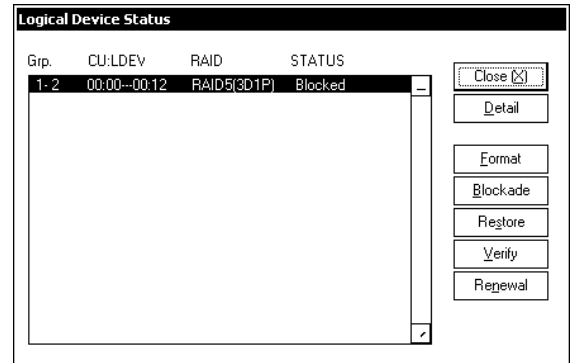 Logical Device Status
Grp. CU:LDEV RAID STATUS
1- 2 00:00---00:12 RAID5(3D1P) Blocked
Close (X)
Detail
Format
Blockade
Restore
Verify
Renewal